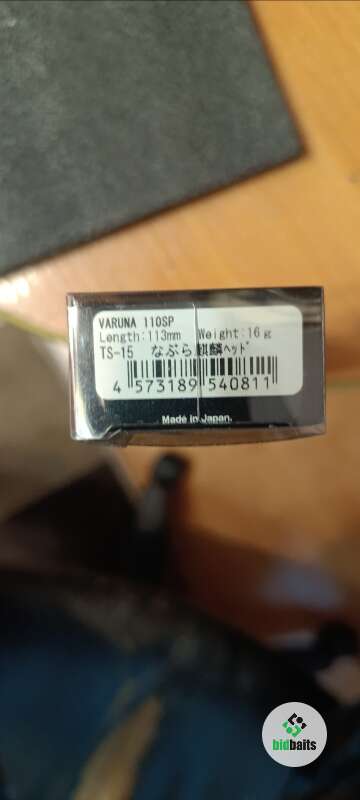 VARUNA 110SP
Length:113mm Weight:16g
TS-15 なぶら麒麟ヘッド
4 573189 540811
Made in Japan.
bidbaits